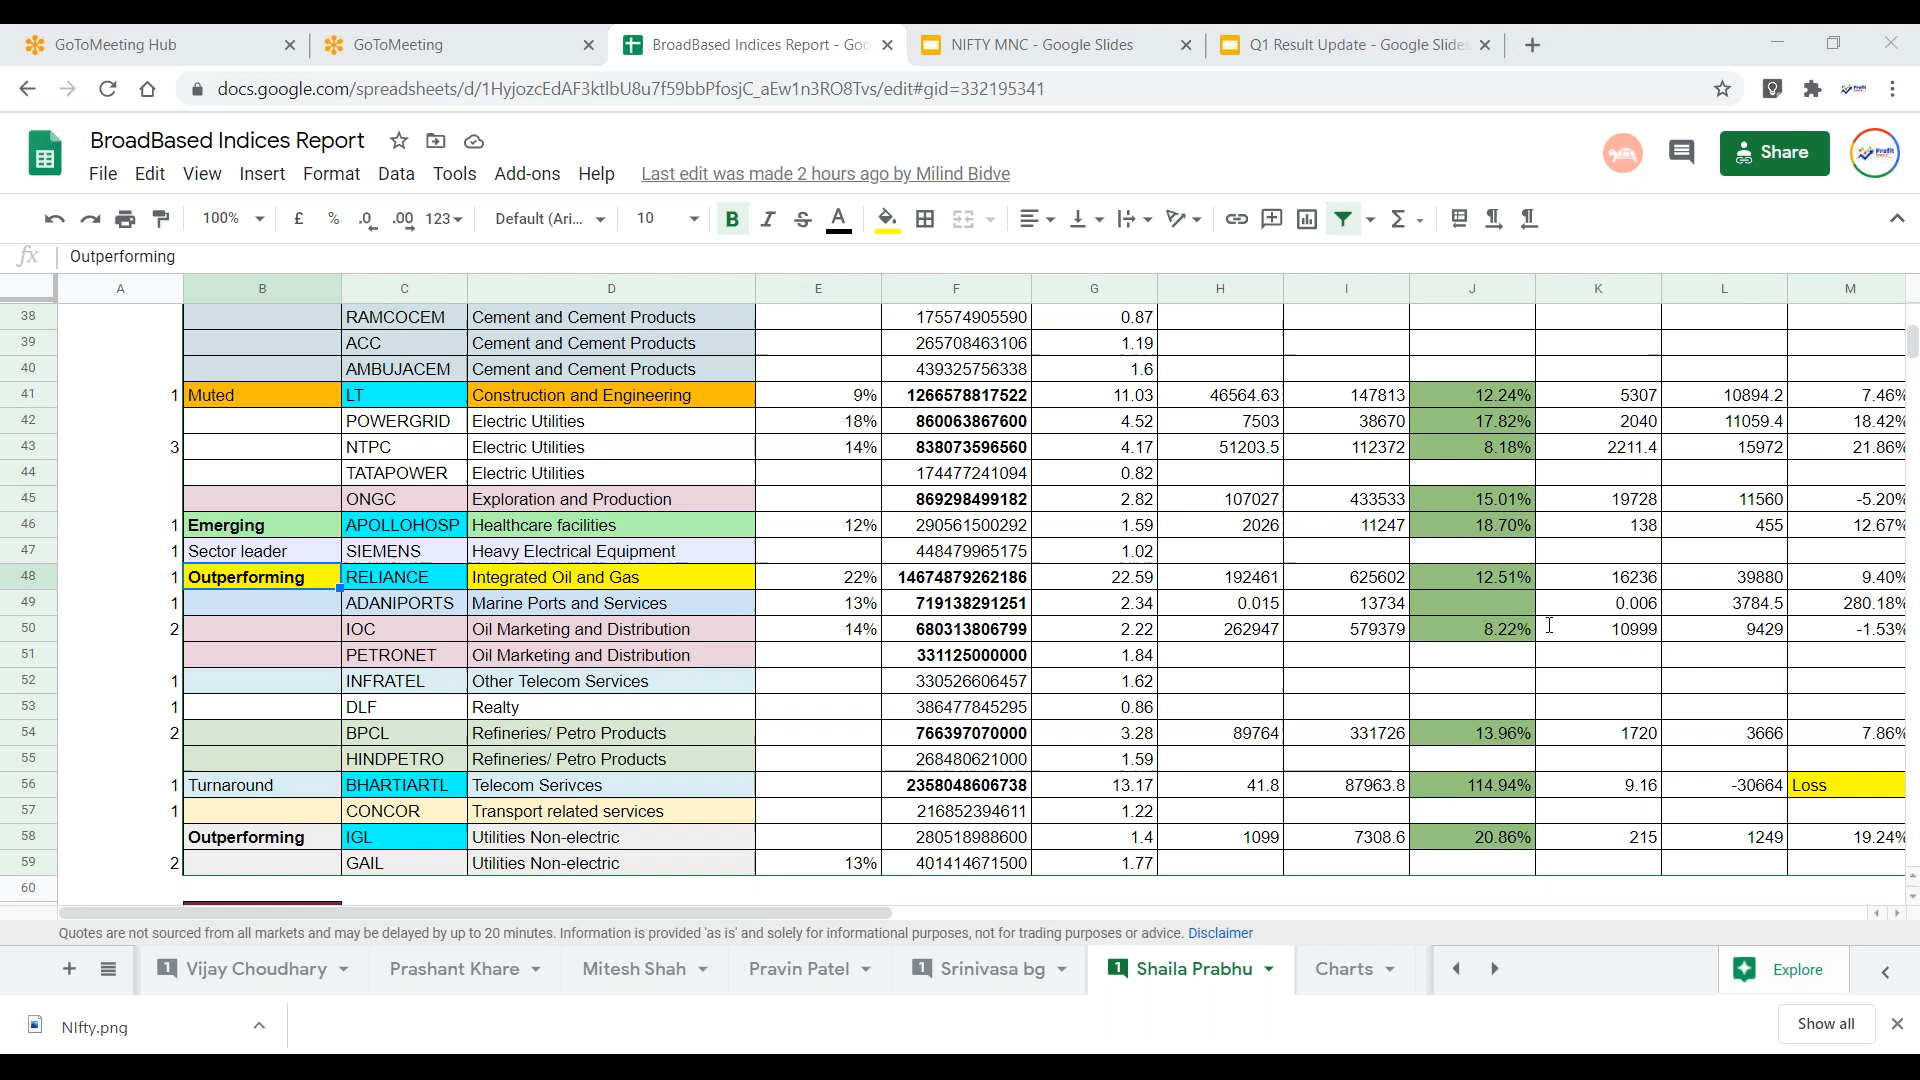 GoToMeeting Hub
GoToMeeting
BroadBased Indices Report - Goo
NIFTY MNC - Google Slides
Q1 Result Update - Google Slides
docs.google.com/spreadsheets/d/1HyjozcEdAF3ktlbU8u7f59bbPfosjC_aEw1n3RO8Tvs/edit#gid=332195341
BroadBased Indices Report
Share
File Edit View Insert Format Data Tools Add-ons Help Last edit was made 2 hours ago by Milind Bidve
100% £ % .0 .00 123 Default (Ari... 10 B I S A
fx Outperforming
A B C D E F G H I J K L M
38 RAMCOCEM Cement and Cement Products 175574905590 0.87
39 ACC Cement and Cement Products 265708463106 1.19
40 AMBUJACEM Cement and Cement Products 439325756338 1.6
41 1 Muted LT Construction and Engineering 9% 1266578817522 11.03 46564.63 147813 12.24% 5307 10894.2 7.46%
42 POWERGRID Electric Utilities 18% 860063867600 4.52 7503 38670 17.82% 2040 11059.4 18.42%
43 3 NTPC Electric Utilities 14% 838073596560 4.17 51203.5 112372 8.18% 2211.4 15972 21.86%
44 TATAPOWER Electric Utilities 174477241094 0.82
45 ONGC Exploration and Production 869298499182 2.82 107027 433533 15.01% 19728 11560 -5.20%
46 1 Emerging APOLLOHOSP Healthcare facilities 12% 290561500292 1.59 2026 11247 18.70% 138 455 12.67%
47 1 Sector leader SIEMENS Heavy Electrical Equipment 448479965175 1.02
48 1 Outperforming RELIANCE Integrated Oil and Gas 22% 14674879262186 22.59 192461 625602 12.51% 16236 39880 9.40%
49 1 ADANIPORTS Marine Ports and Services 13% 719138291251 2.34 0.015 13734 0.006 3784.5 280.18%
50 2 IOC Oil Marketing and Distribution 14% 680313806799 2.22 262947 579379 8.22% 10999 9429 -1.53%
51 PETRONET Oil Marketing and Distribution 331125000000 1.84
52 1 INFRATEL Other Telecom Services 330526606457 1.62
53 1 DLF Realty 386477845295 0.86
54 2 BPCL Refineries/ Petro Products 766397070000 3.28 89764 331726 13.96% 1720 3666 7.86%
55 HINDPETRO Refineries/ Petro Products 268480621000 1.59
56 1 Turnaround BHARTIARTL Telecom Serivces 2358048606738 13.17 41.8 87963.8 114.94% 9.16 -30664 Loss
57 1 CONCOR Transport related services 216852394611 1.22
58 Outperforming IGL Utilities Non-electric 280518988600 1.4 1099 7308.6 20.86% 215 1249 19.24%
59 2 GAIL Utilities Non-electric 13% 401414671500 1.77
60
Quotes are not sourced from all markets and may be delayed by up to 20 minutes. Information is provided 'as is' and solely for informational purposes, not for trading purposes or advice. Disclaimer
1 Vijay Choudhary Prashant Khare Mitesh Shah Pravin Patel 1 Srinivasa bg 1 Shaila Prabhu Charts Explore
NIfty.png
Show all